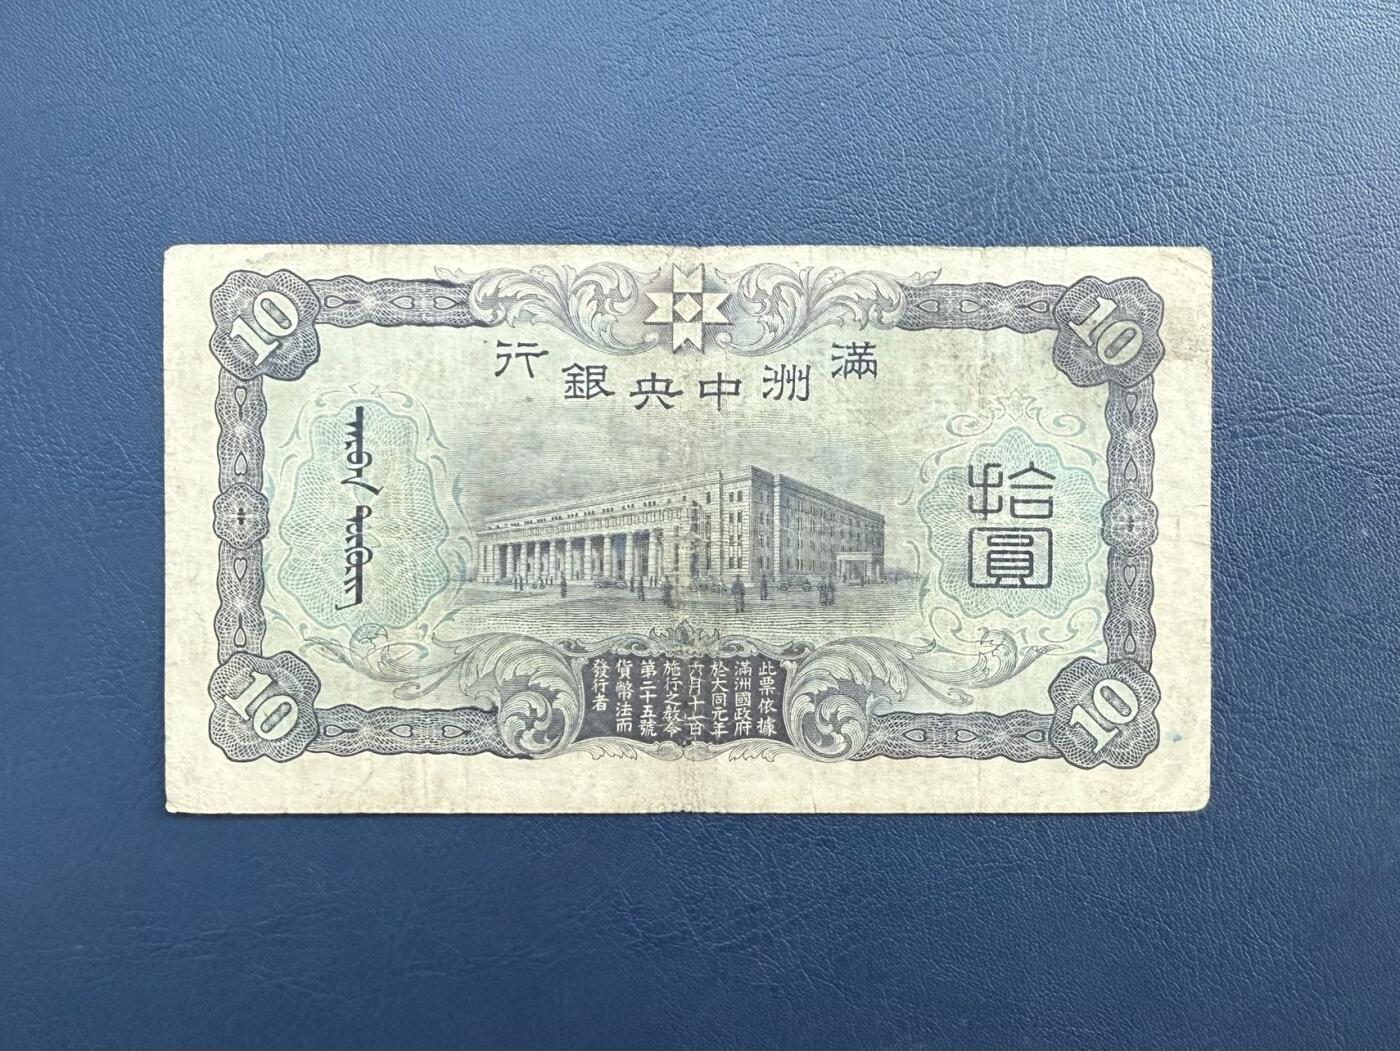 10
10
滿洲中央銀行
拾圓
此票依據
滿洲國政府
於大同元年
六月十一日
施行之敎令
第二十五號
貨幣法而
發行者
10
10